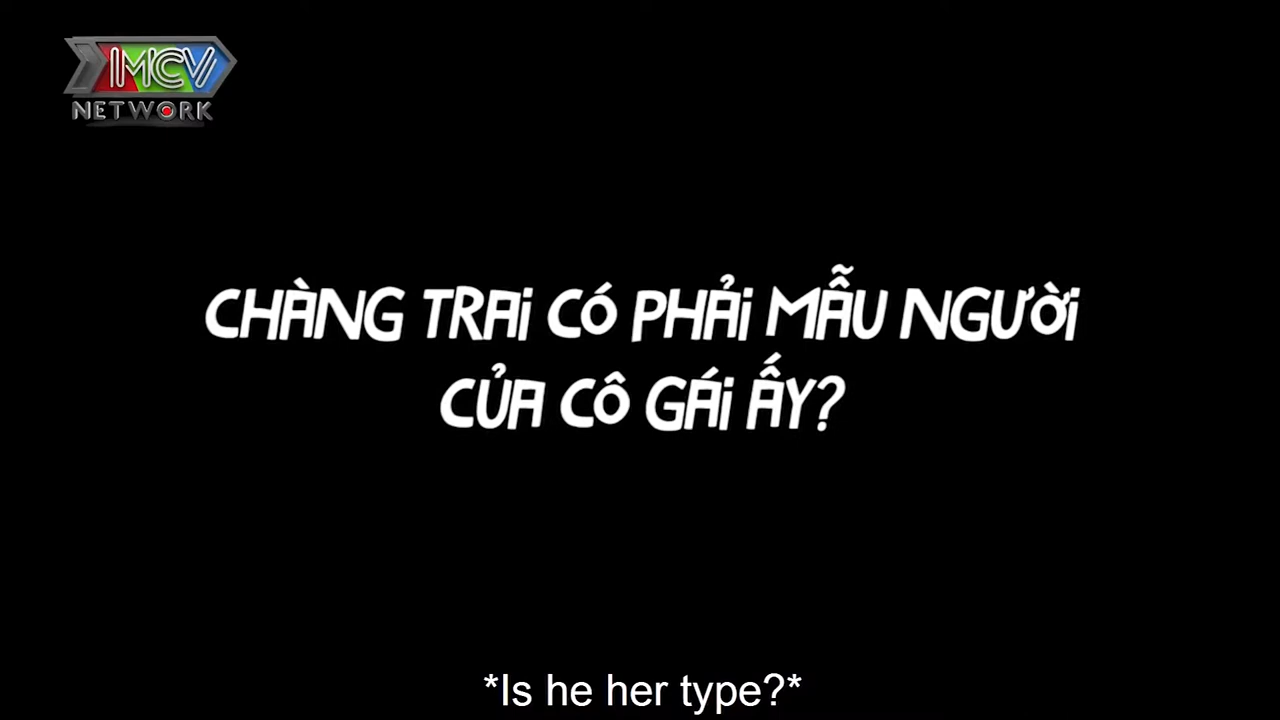 MCV
NETWORK
CHÀNG TRAI CÓ PHẢI MẪU NGƯỜI
CỦA CÔ GÁI ẤY?
*Is he her type?*